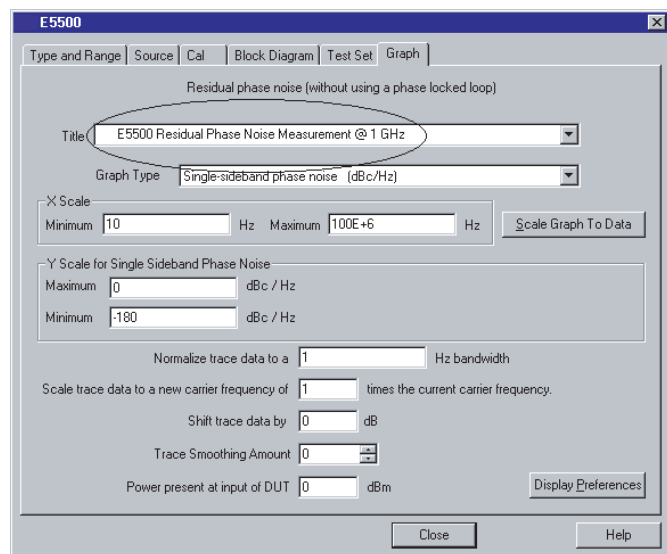 E5500
Type and Range Source Cal Block Diagram Test Set Graph
Residual phase noise (without using a phase locked loop)
Title E5500 Residual Phase Noise Measurement @ 1 GHz
Graph Type Single-sideband phase noise (dBc/Hz)
X Scale
Minimum 10 Hz Maximum 100E+6 Hz Scale Graph To Data
Y Scale for Single Sideband Phase Noise
Maximum 0 dBc / Hz
Minimum -180 dBc / Hz
Normalize trace data to a 1 Hz bandwidth
Scale trace data to a new carrier frequency of 1 times the current carrier frequency.
Shift trace data by 0 dB
Trace Smoothing Amount 0
Power present at input of DUT 0 dBm Display Preferences
Close Help